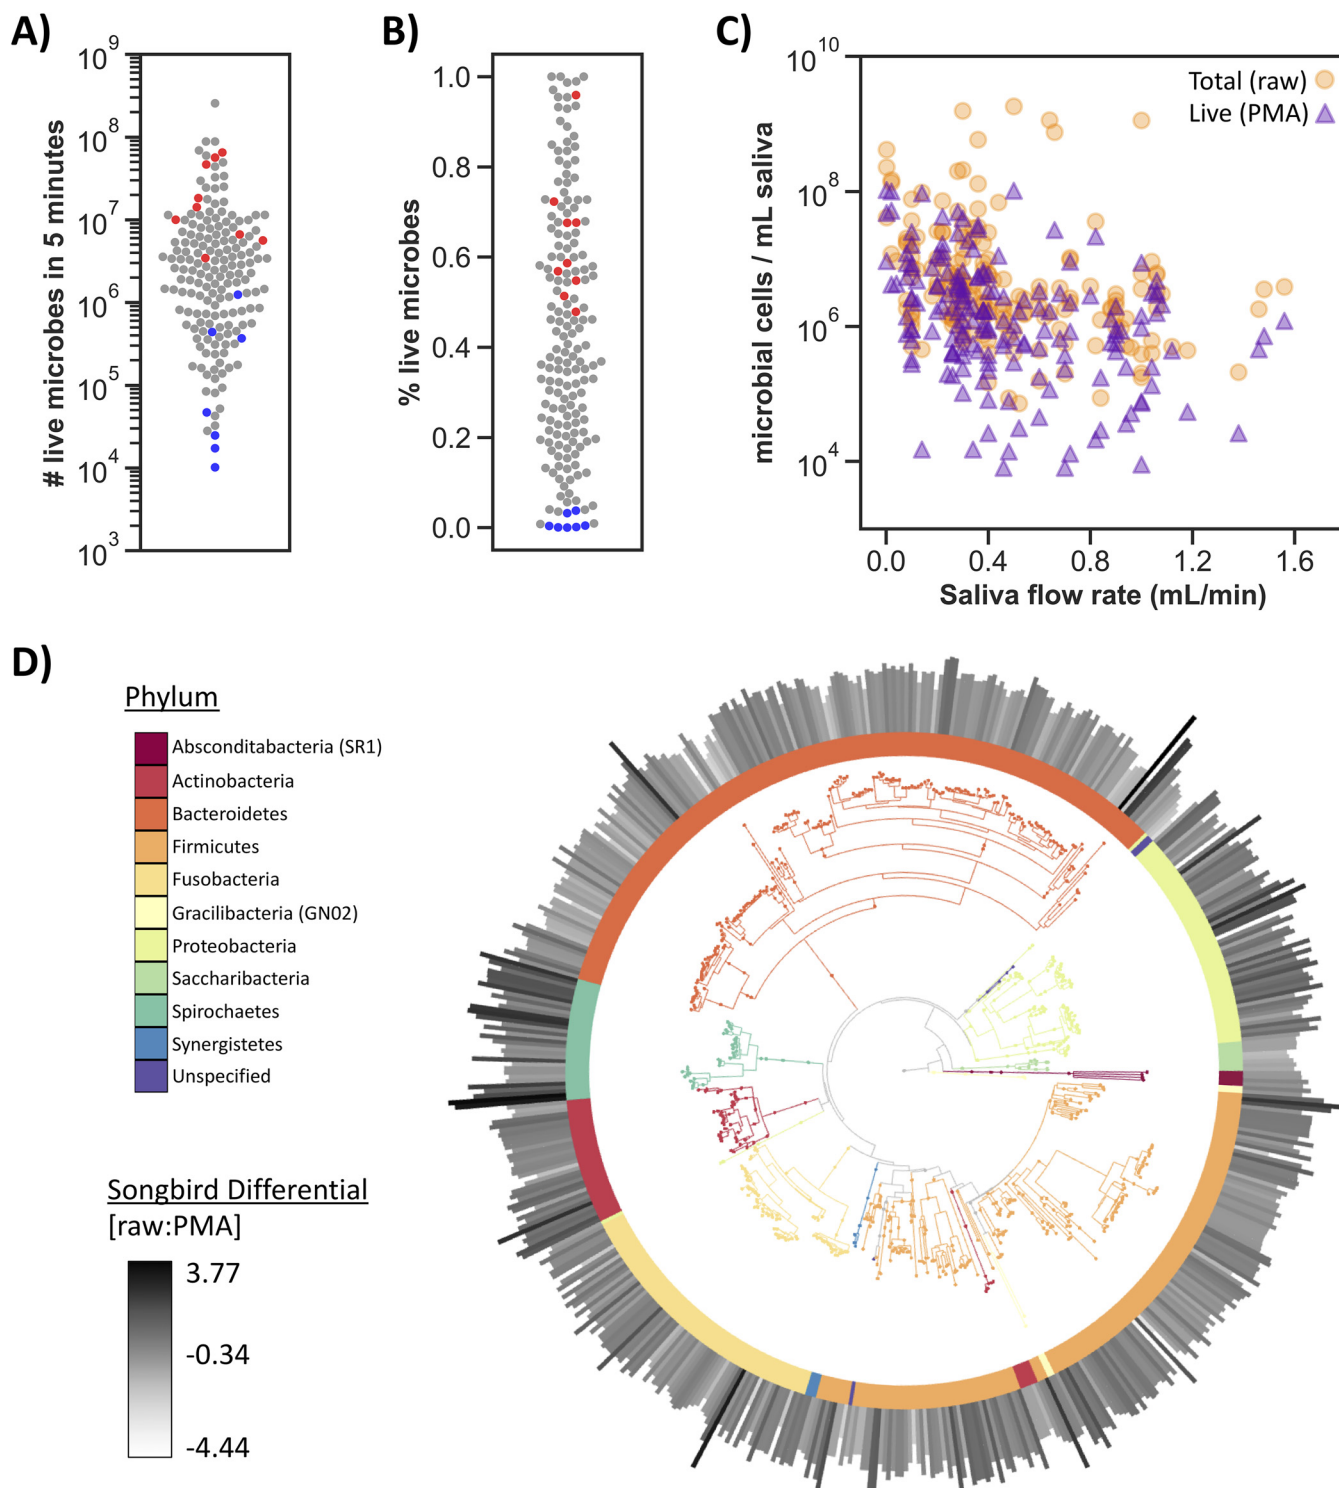 A)
B)
C)
# live microbes in 5 minutes
10^9
10^8
10^7
10^6
10^5
10^4
10^3
% live microbes
1.0
0.8
0.6
0.4
0.2
0.0
microbial cells / mL saliva
10^10
10^8
10^6
10^4
Total (raw)
Live (PMA)
0.0 0.4 0.8 1.2 1.6
Saliva flow rate (mL/min)
D)
Phylum
Absconditabacteria (SR1)
Actinobacteria
Bacteroidetes
Firmicutes
Fusobacteria
Gracilibacteria (GN02)
Proteobacteria
Saccharibacteria
Spirochaetes
Synergistetes
Unspecified
Songbird Differential
[raw:PMA]
3.77
-0.34
-4.44